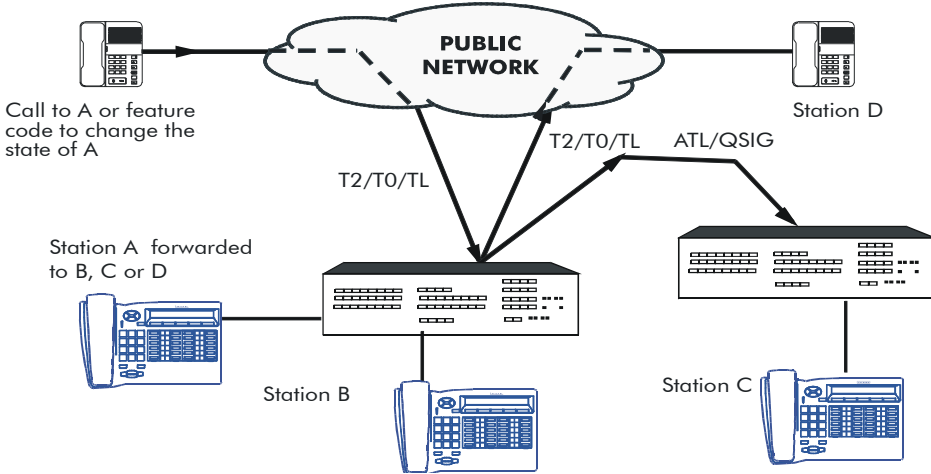 PUBLIC
NETWORK
Call to A or feature
code to change the
state of A
Station D
T2/T0/TL
T2/T0/TL
ATL/QSIG
Station A forwarded
to B, C or D
Station B
Station C